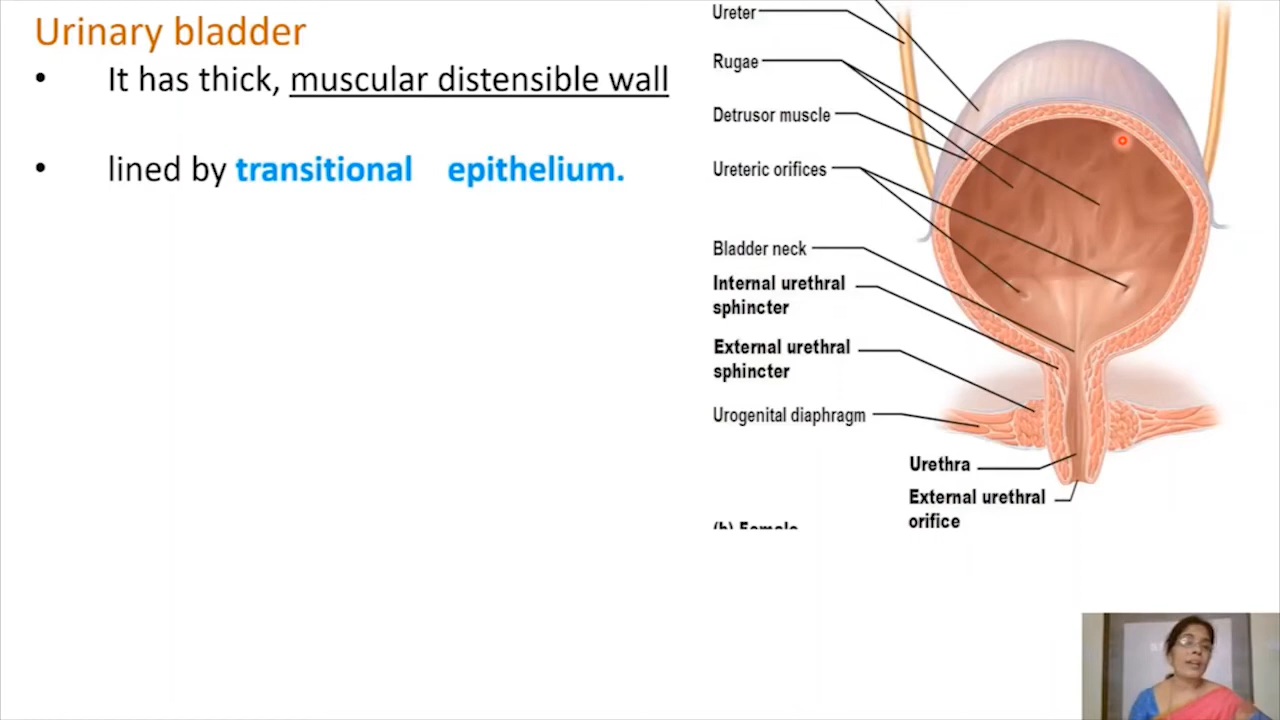 Urinary bladder
• It has thick, muscular distensible wall
• lined by transitional epithelium.
Ureter
Rugae
Detrusor muscle
Ureteric orifices
Bladder neck
Internal urethral
sphincter
External urethral
sphincter
Urogenital diaphragm
Urethra
External urethral
orifice
(b) Female